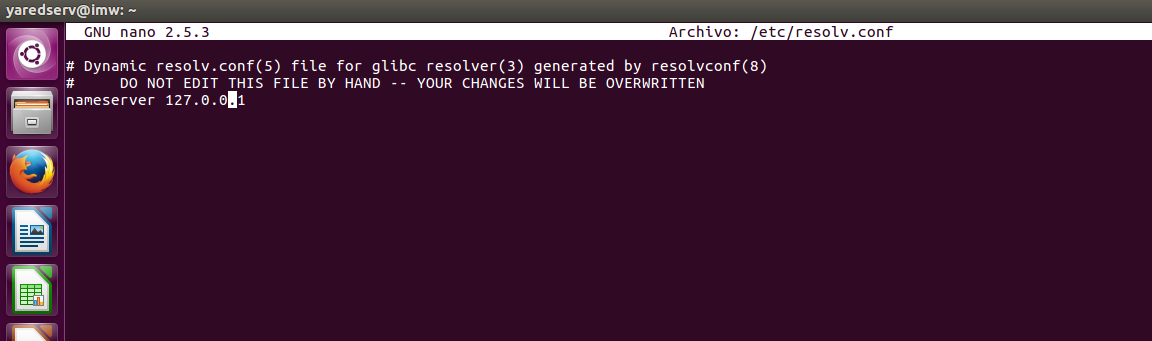 yaredserv@imw: ~
GNU nano 2.5.3 Archivo: /etc/resolv.conf
# Dynamic resolv.conf(5) file for glibc resolver(3) generated by resolvconf(8)
#     DO NOT EDIT THIS FILE BY HAND -- YOUR CHANGES WILL BE OVERWRITTEN
nameserver 127.0.0.1